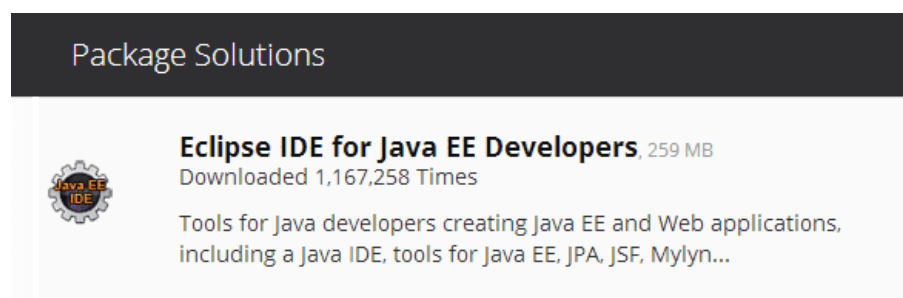 Package Solutions
Eclipse IDE for Java EE Developers, 259 MB
Downloaded 1,167,258 Times
Java EE
IDE
Tools for Java developers creating Java EE and Web applications,
including a Java IDE, tools for Java EE, JPA, JSF, Mylyn...